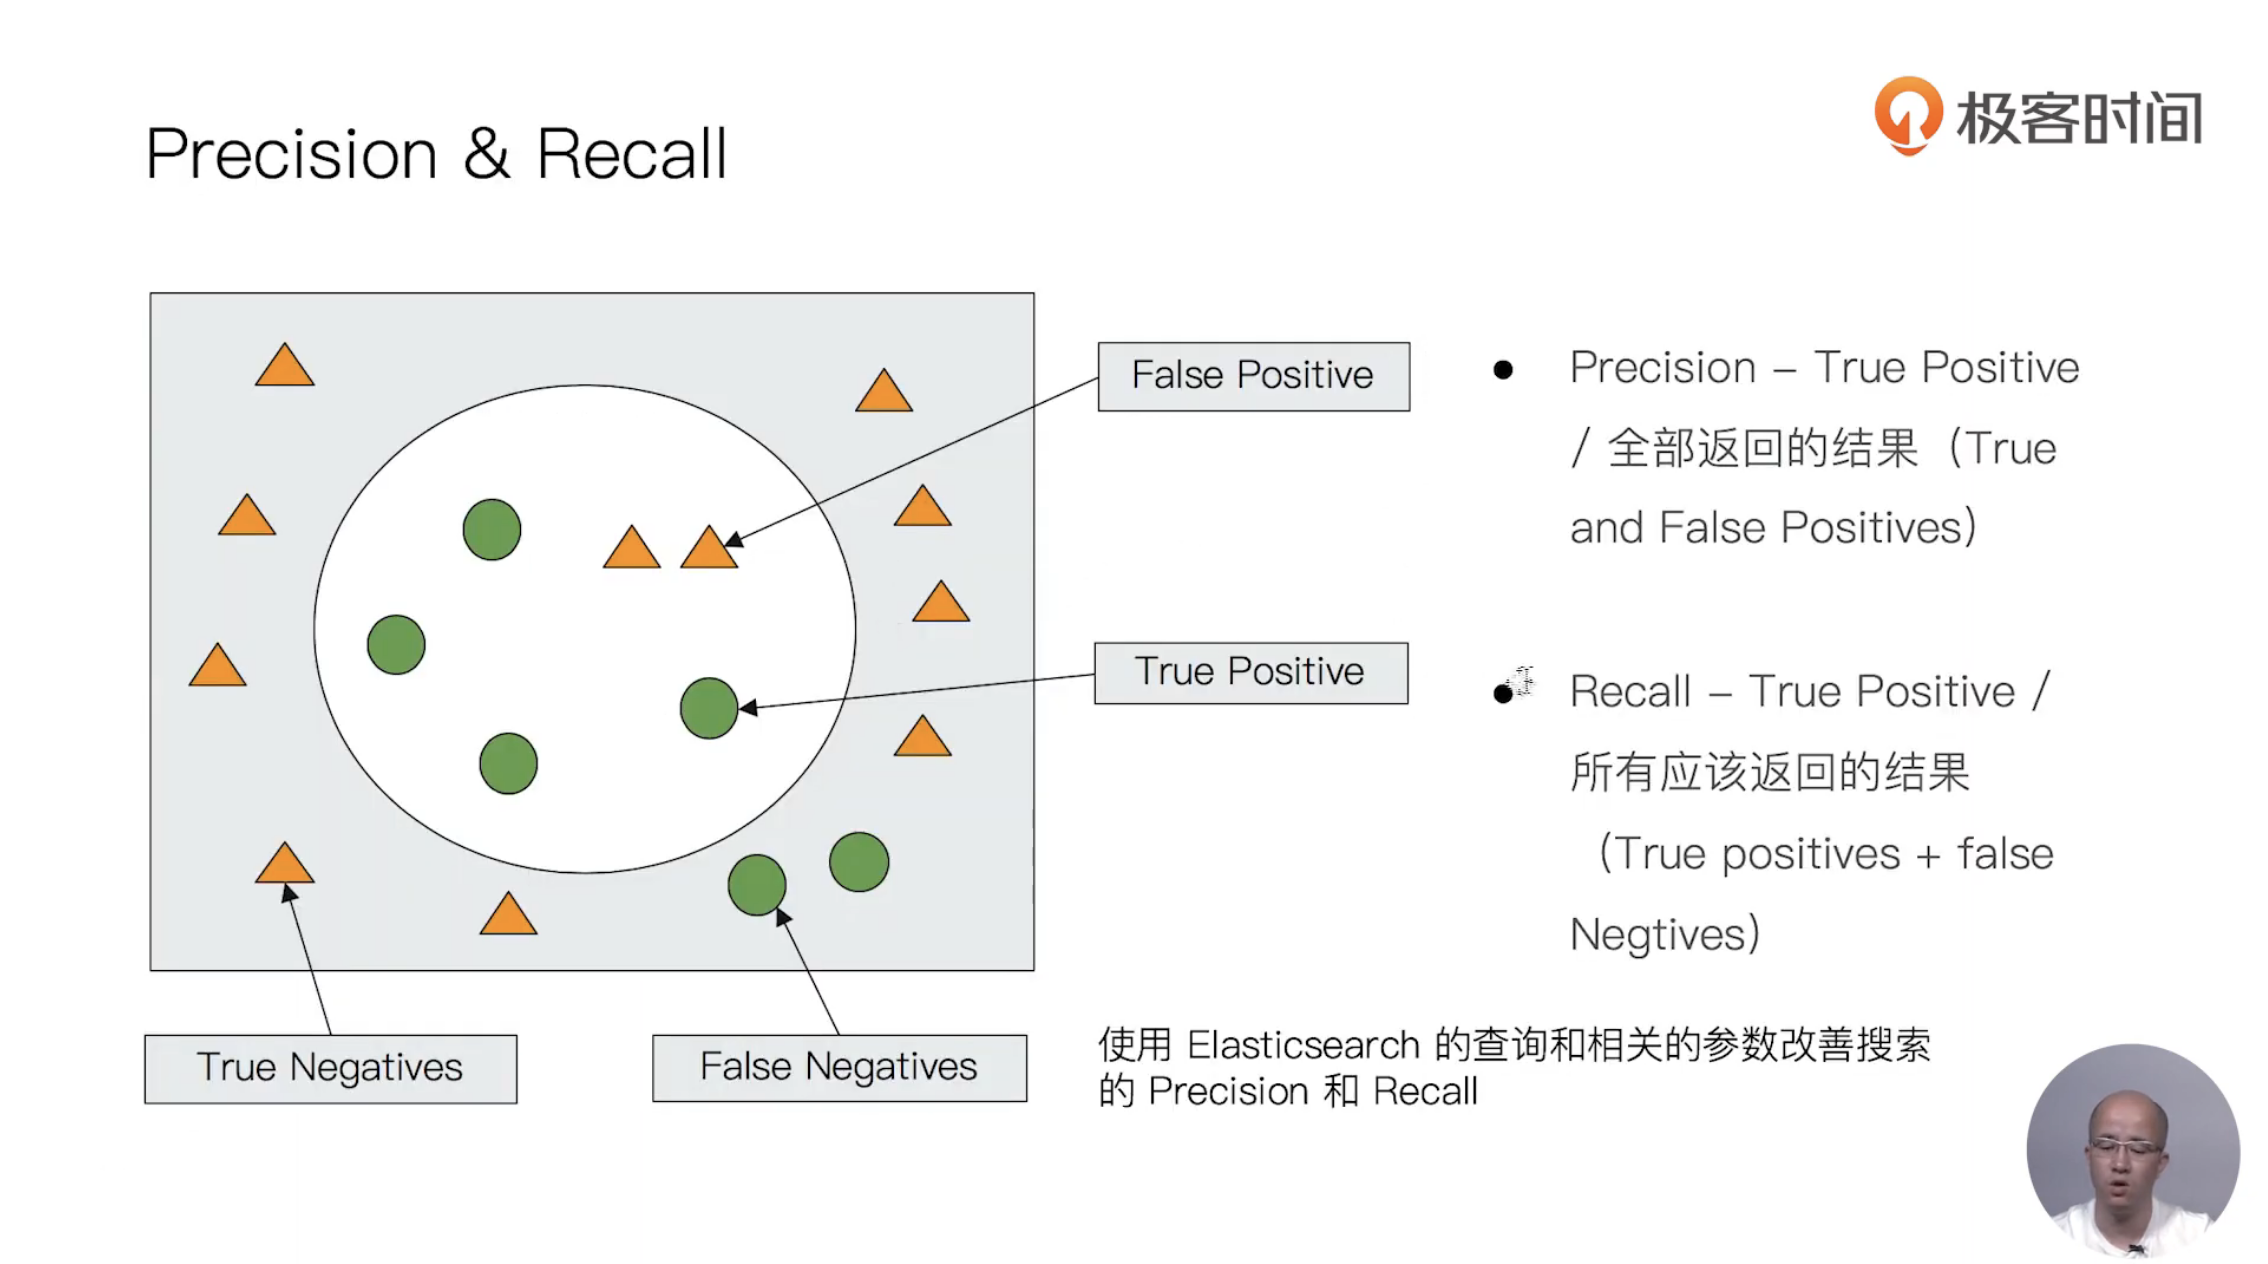 极客时间
Precision & Recall
False Positive
True Positive
True Negatives
False Negatives
Precision – True Positive
/ 全部返回的结果（True
and False Positives）
Recall – True Positive /
所有应该返回的结果
（True positives + false
Negtives）
使用 Elasticsearch 的查询和相关的参数改善搜索
的 Precision 和 Recall